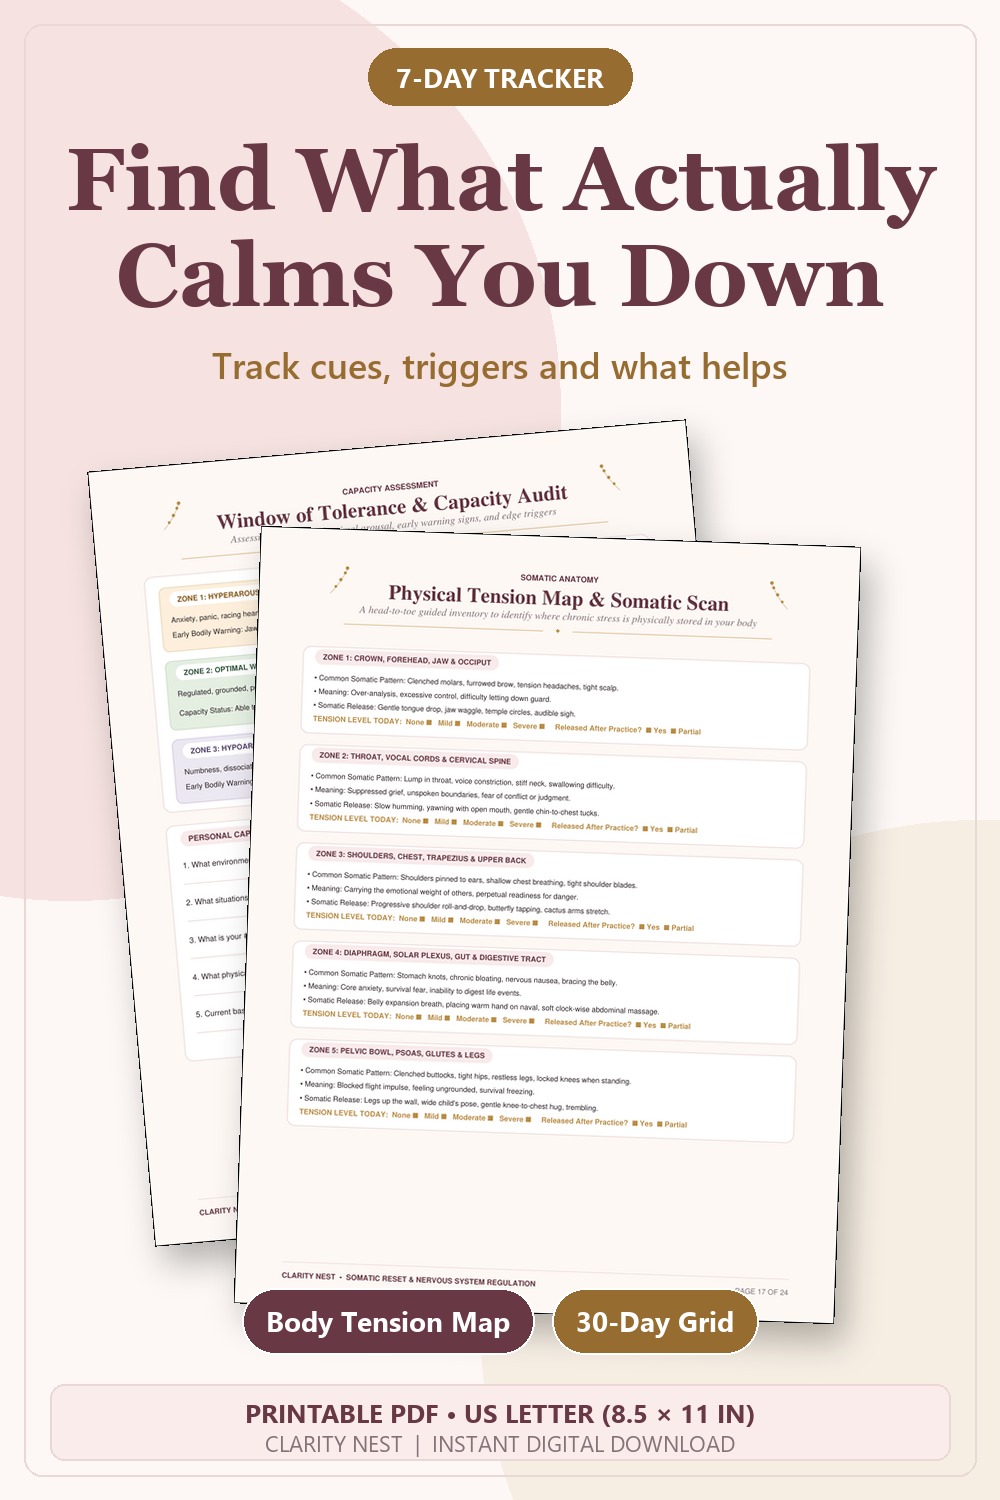 7-DAY TRACKER
Find What Actually
Calms You Down
Track cues, triggers and what helps
CAPACITY ASSESSMENT
Window of Tolerance & Capacity Audit
arousal, early warning signs, and edge triggers
ZONE 1: HYPERAROUS
Anxiety, panic, racing hear
Early Bodily Warning: Jaw
ZONE 2: OPTIMAL W
Regulated, grounded, p
Capacity Status: Able t
ZONE 3: HYPOAR
Numbness, dissociat
Early Bodily Warning
PERSONAL CAP
1. What environme
2. What situations
3. What is your
4. What physica
5. Current bas
CLARITY N
SOMATIC ANATOMY
Physical Tension Map & Somatic Scan
A head-to-toe guided inventory to identify where chronic stress is physically stored in your body
ZONE 1: CROWN, FOREHEAD, JAW & OCCIPUT
• Common Somatic Pattern: Clenched molars, furrowed brow, tension headaches, tight scalp.
• Meaning: Over-analysis, excessive control, difficulty letting down guard.
• Somatic Release: Gentle tongue drop, jaw waggle, temple circles, audible sigh.
TENSION LEVEL TODAY: None ■ Mild ■ Moderate ■ Severe ■ Released After Practice? ■ Yes ■ Partial
ZONE 2: THROAT, VOCAL CORDS & CERVICAL SPINE
• Common Somatic Pattern: Lump in throat, voice constriction, stiff neck, swallowing difficulty.
• Meaning: Suppressed grief, unspoken boundaries, fear of conflict or judgment.
• Somatic Release: Slow humming, yawning with open mouth, gentle chin-to-chest tucks.
TENSION LEVEL TODAY: None ■ Mild ■ Moderate ■ Severe ■ Released After Practice? ■ Yes ■ Partial
ZONE 3: SHOULDERS, CHEST, TRAPEZIUS & UPPER BACK
• Common Somatic Pattern: Shoulders pinned to ears, shallow chest breathing, tight shoulder blades.
• Meaning: Carrying the emotional weight of others, perpetual readiness for danger.
• Somatic Release: Progressive shoulder roll-and-drop, butterfly tapping, cactus arms stretch.
TENSION LEVEL TODAY: None ■ Mild ■ Moderate ■ Severe ■ Released After Practice? ■ Yes ■ Partial
ZONE 4: DIAPHRAGM, SOLAR PLEXUS, GUT & DIGESTIVE TRACT
• Common Somatic Pattern: Stomach knots, chronic bloating, nervous nausea, bracing the belly.
• Meaning: Core anxiety, survival fear, inability to digest life events.
• Somatic Release: Belly expansion breath, placing warm hand on naval, soft clock-wise abdominal massage.
TENSION LEVEL TODAY: None ■ Mild ■ Moderate ■ Severe ■ Released After Practice? ■ Yes ■ Partial
ZONE 5: PELVIC BOWL, PSOAS, GLUTES & LEGS
• Common Somatic Pattern: Clenched buttocks, tight hips, restless legs, locked knees when standing.
• Meaning: Blocked flight impulse, feeling ungrounded, survival freezing.
• Somatic Release: Legs up the wall, wide child's pose, gentle knee-to-chest hug, trembling.
TENSION LEVEL TODAY: None ■ Mild ■ Moderate ■ Severe ■ Released After Practice? ■ Yes ■ Partial
CLARITY NEST • SOMATIC RESET & NERVOUS SYSTEM REGULATION
PAGE 17 OF 24
Body Tension Map
30-Day Grid
PRINTABLE PDF • US LETTER (8.5 × 11 IN)
CLARITY NEST | INSTANT DIGITAL DOWNLOAD